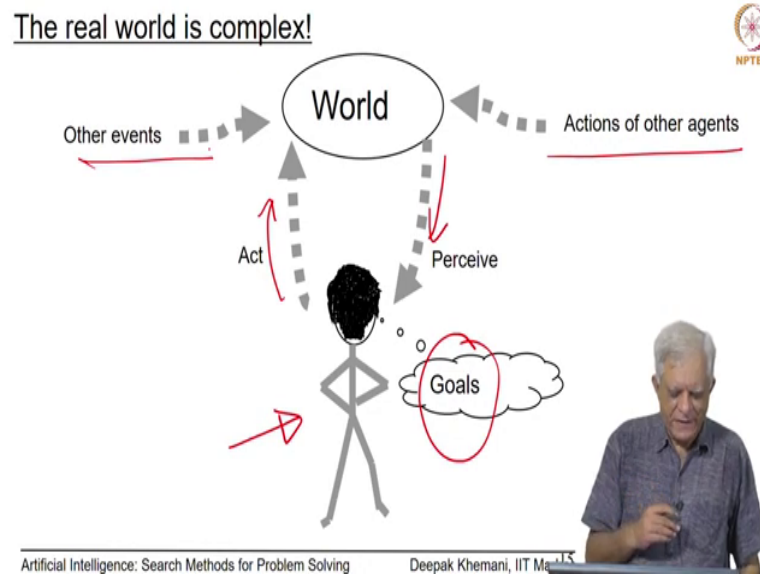 The real world is complex!
NPTE
World
Other events
Actions of other agents
Act
Perceive
Goals
Artificial Intelligence: Search Methods for Problem Solving
Deepak Khemani, IIT Ma